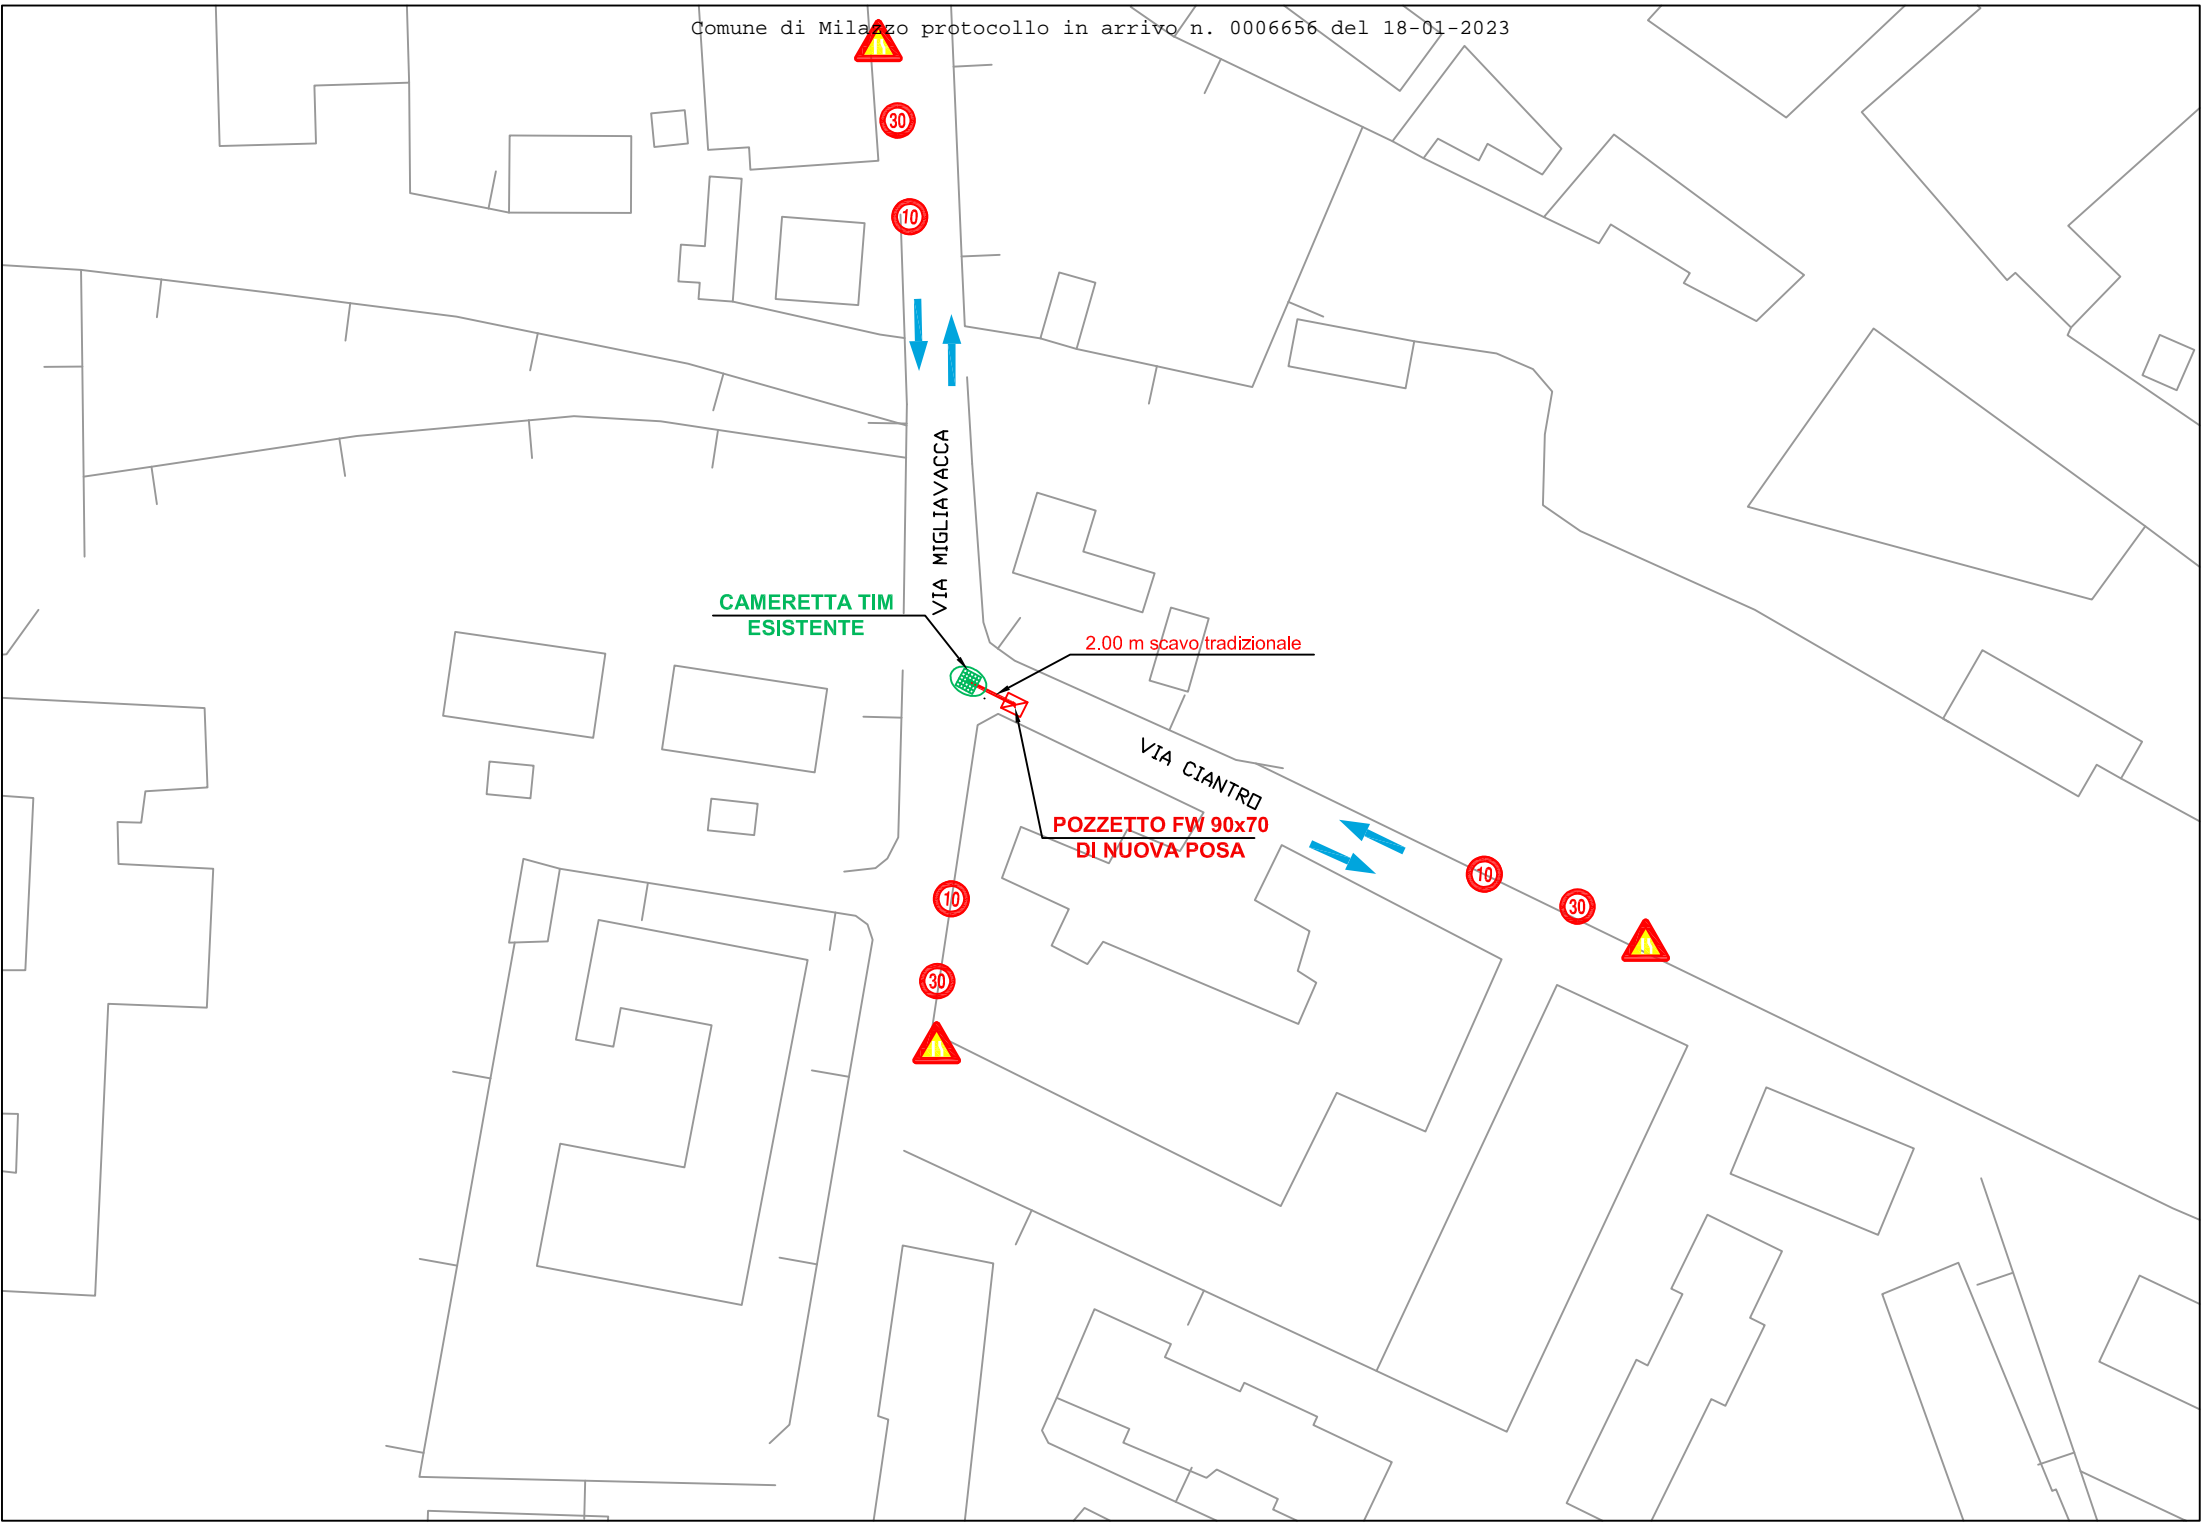 Comune di Milazzo protocollo in arrivo n. 0006656 del 18-01-2023
30
10
VIA MIGLIAVACCA
CAMERETTA TIM
ESISTENTE
2.00 m scavo tradizionale
VIA CIANTRO
POZZETTO FW 90x70
DI NUOVA POSA
10
30
10
30